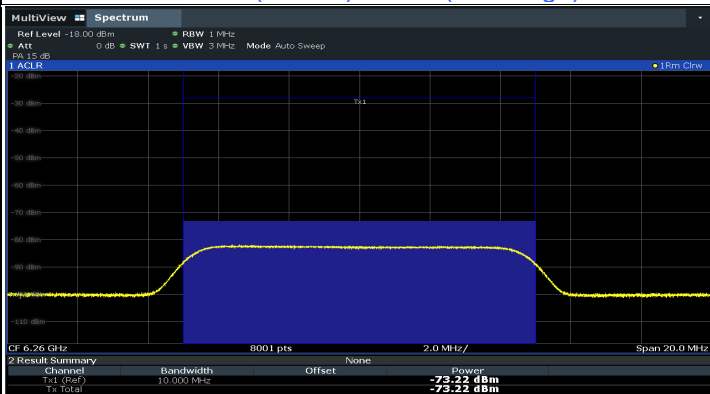 MultiView Spectrum
Ref Level -18.00 dBm RBW 1 MHz
Att 0 dB SWT 1 s VBW 3 MHz Mode Auto Sweep
PA 15 dB
1 ACLR 1Rm Clrw
-20 dBm
Tx1
-30 dBm
-40 dBm
-50 dBm
-60 dBm
-70 dBm
-80 dBm
-90 dBm
-110 dBm
CF 6.26 GHz 8001 pts 2.0 MHz/ Span 20.0 MHz
2 Result Summary None
Channel Bandwidth Offset Power
Tx1 (Ref) 10.000 MHz -73.22 dBm
Tx Total -73.22 dBm